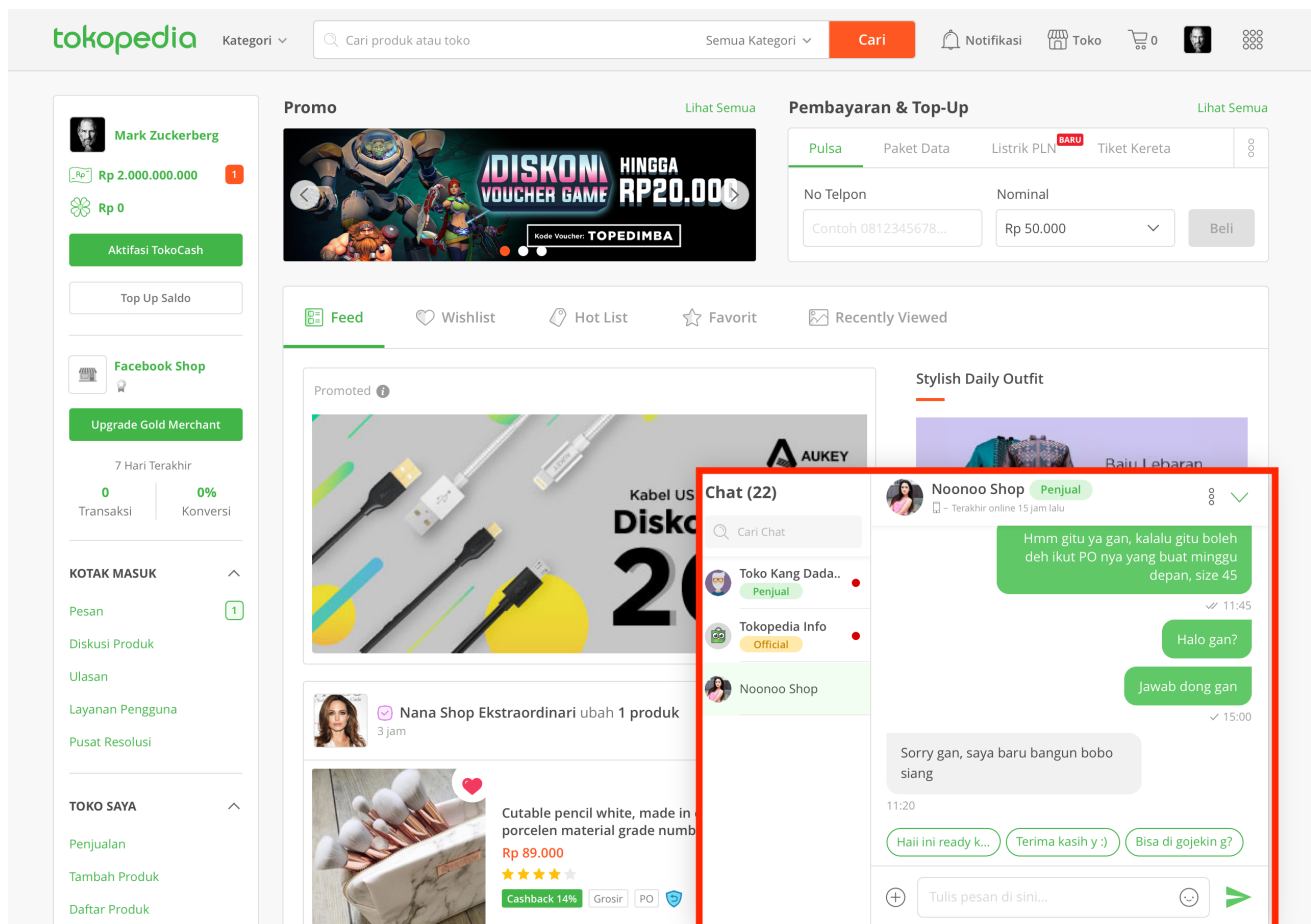 tokopedia
Kategori
Cari produk atau toko
Semua Kategori
Cari
Notifikasi
Toko
0
Mark Zuckerberg
Rp
Rp 2.000.000.000
1
Rp 0
Aktifasi TokoCash
Top Up Saldo
Facebook Shop
Upgrade Gold Merchant
7 Hari Terakhir
0
0%
Transaksi
Konversi
KOTAK MASUK
Pesan
1
Diskusi Produk
Ulasan
Layanan Pengguna
Pusat Resolusi
TOKO SAYA
Penjualan
Tambah Produk
Daftar Produk
Promo
Lihat Semua
DISKON
VOUCHER GAME
HINGGA
RP20.000
Kode Voucher: TOPEDIMBA
Pembayaran & Top-Up
Lihat Semua
Pulsa
Paket Data
Listrik PLN
BARU
Tiket Kereta
No Telpon
Nominal
Contoh 0812345678...
Rp 50.000
Beli
Feed
Wishlist
Hot List
Favorit
Recently Viewed
Promoted
AUKEY
Kabel US
Disko
20
Stylish Daily Outfit
Baju Lebaran
Nana Shop Ekstraordinari ubah 1 produk
3 jam
Cutable pencil white, made in
porcelen material grade numb
Rp 89.000
Cashback 14%
Grosir
PO
Chat (22)
Cari Chat
Toko Kang Dada..
Penjual
Tokopedia Info
Official
Noonoo Shop
Noonoo Shop
Penjual
– Terakhir online 15 jam lalu
Hmm gitu ya gan, kalalu gitu boleh
deh ikut PO nya yang buat minggu
depan, size 45
11:45
Halo gan?
Jawab dong gan
15:00
Sorry gan, saya baru bangun bobo
siang
11:20
Haii ini ready k...
Terima kasih y :)
Bisa di gojekin g?
Tulis pesan di sini...